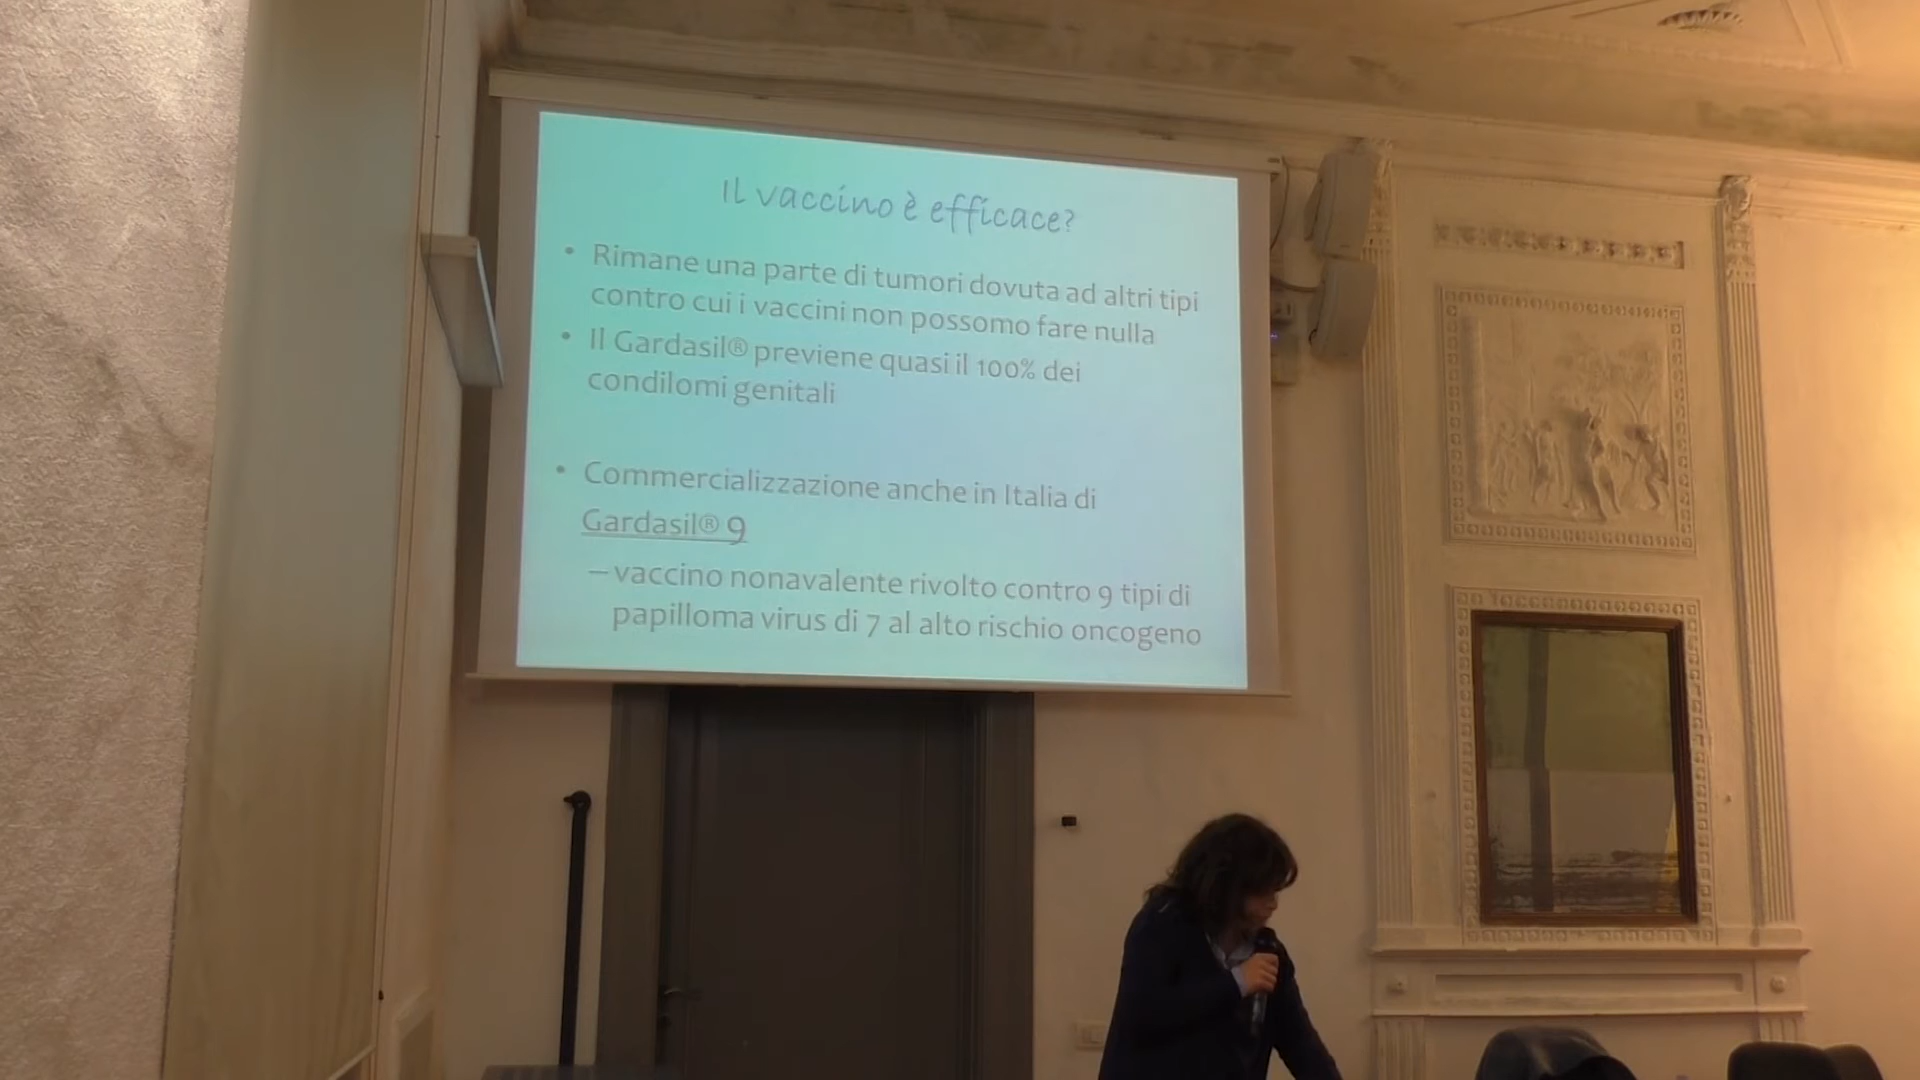 Il vaccino è efficace?
• Rimane una parte di tumori dovuta ad altri tipi
contro cui i vaccini non possomo fare nulla
• Il Gardasil® previene quasi il 100% dei
condilomi genitali
• Commercializzazione anche in Italia di
Gardasil® 9
– vaccino nonavalente rivolto contro 9 tipi di
papilloma virus di 7 al alto rischio oncogeno